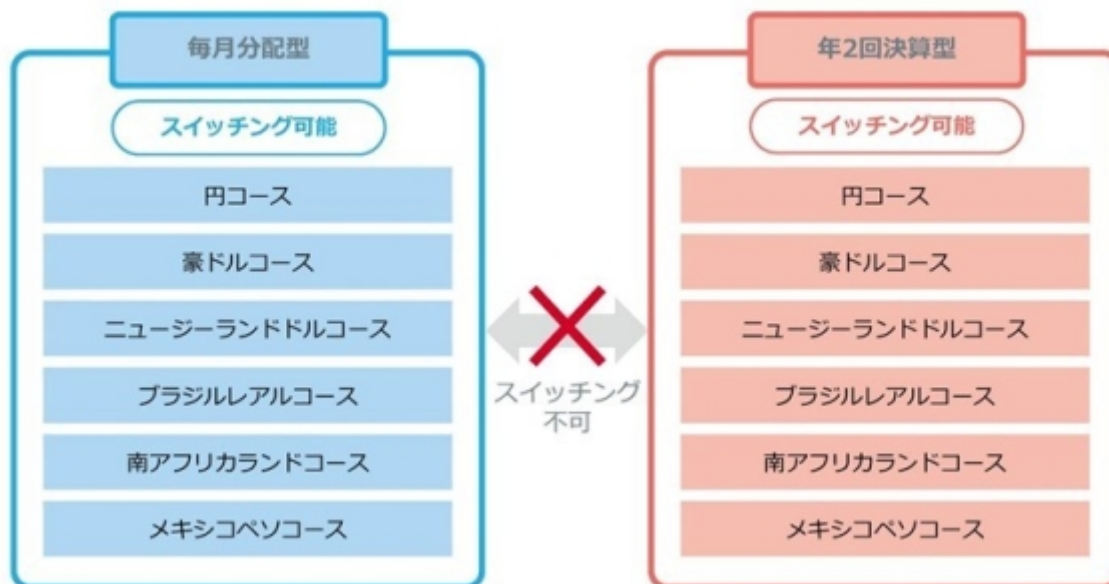 毎月分配型
スイッチング可能
円コース
豪ドルコース
ニュージーランドドルコース
ブラジルレアルコース
南アフリカランドコース
メキシコペソコース
スイッチング
不可
年2回決算型
スイッチング可能
円コース
豪ドルコース
ニュージーランドドルコース
ブラジルレアルコース
南アフリカランドコース
メキシコペソコース